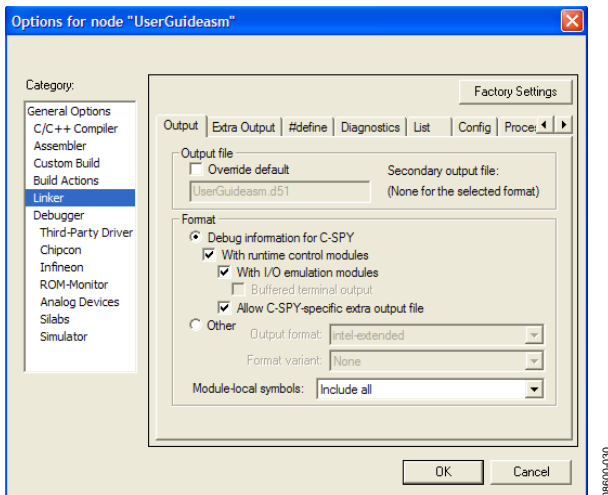 Options for node "UserGuideasm"
Category:
General Options
C/C++ Compiler
Assembler
Custom Build
Build Actions
Linker
Debugger
Third-Party Driver
Chipcon
Infineon
ROM-Monitor
Analog Devices
Silabs
Simulator
Factory Settings
Output Extra Output #define Diagnostics List Config Proce
Output file
Override default
UserGuideasm.d51
Secondary output file:
(None for the selected format)
Format
Debug information for C-SPY
With runtime control modules
With I/O emulation modules
Buffered terminal output
Allow C-SPY-specific extra output file
Other
Output format: intel-extended
Format variant: None
Module-local symbols: Include all
OK Cancel
08600-030